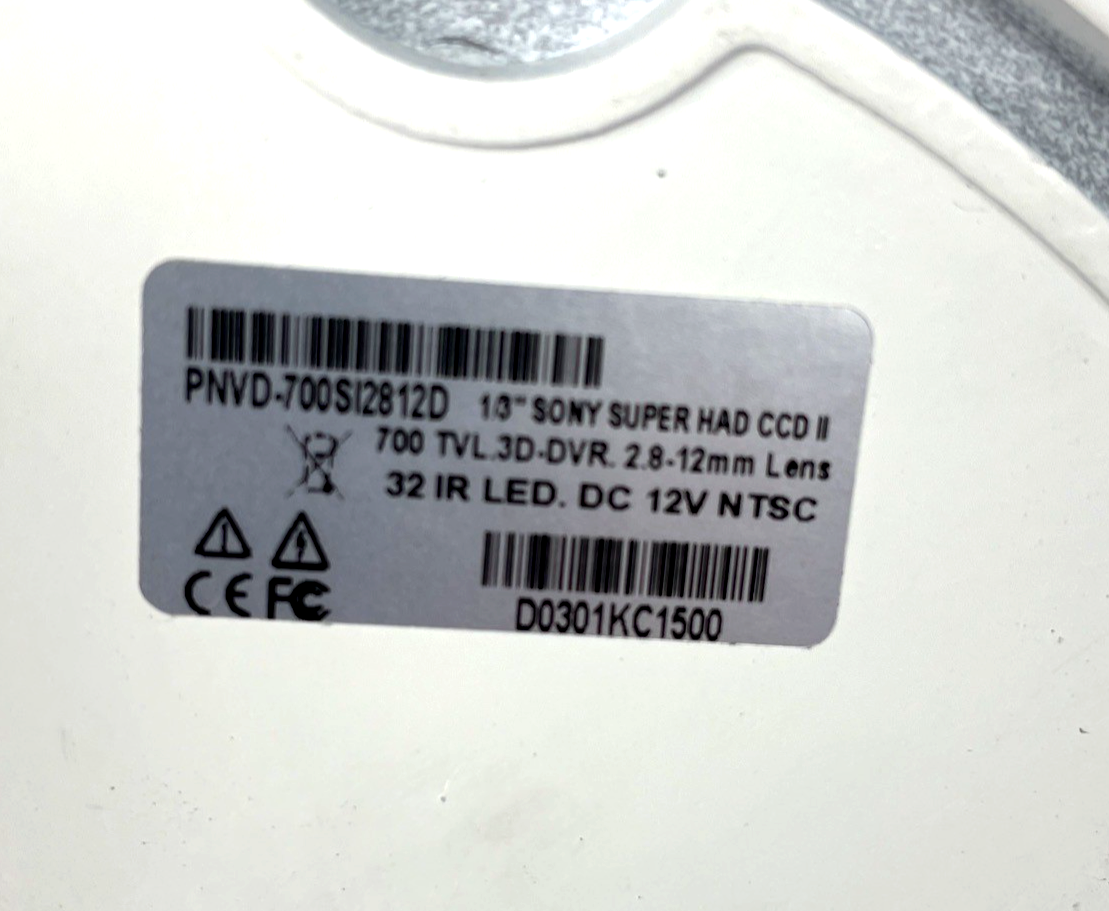 PNVD-700SI2812D 1/3" SONY SUPER HAD CCD II
700 TVL.3D-DVR. 2.8-12mm Lens
32 IR LED. DC 12V NTSC
CE FC
D0301KC1500